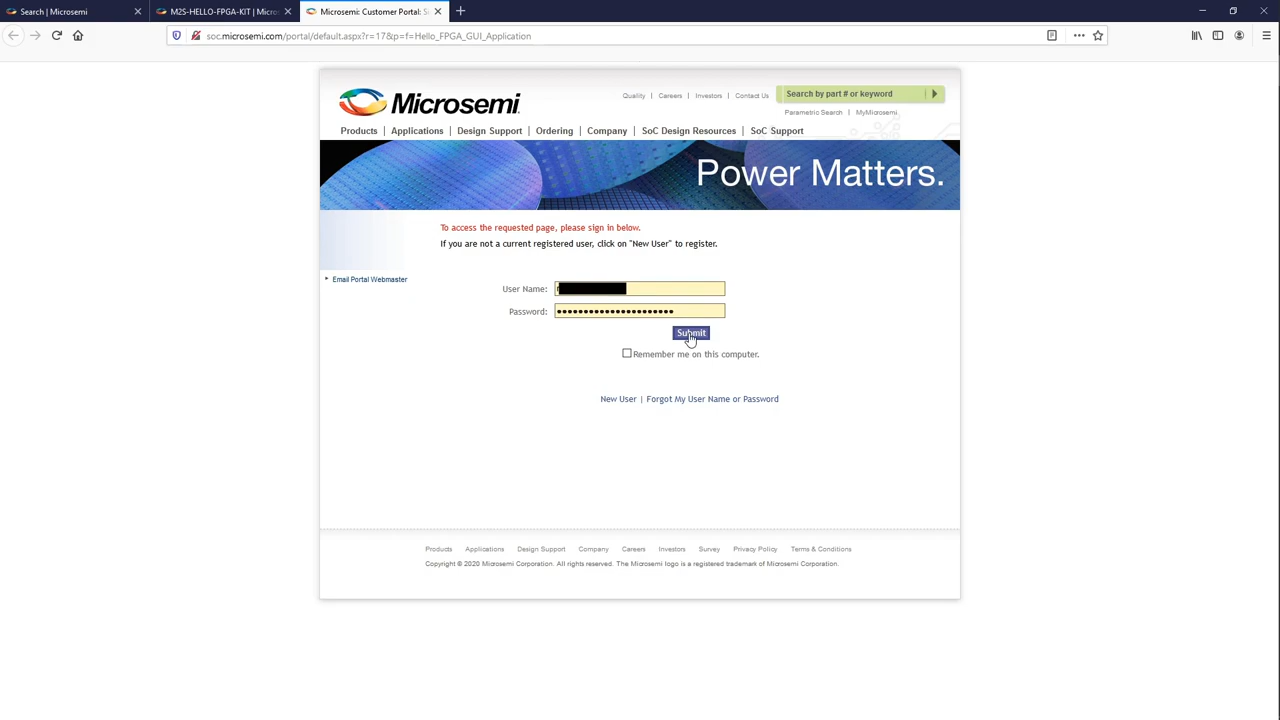 Search | Microsemi
M2S-HELLO-FPGA-KIT | Micros
Microsemi: Customer Portal: S
soc.microsemi.com/portal/default.aspx?r=17&p=f=Hello_FPGA_GUI_Application
Microsemi
Quality | Careers | Investors | Contact Us
Search by part # or keyword
Parametric Search | MyMicrosemi
Products | Applications | Design Support | Ordering | Company | SoC Design Resources | SoC Support
Power Matters.
To access the requested page, please sign in below.
If you are not a current registered user, click on "New User" to register.
Email Portal Webmaster
User Name:
Password:
Submit
Remember me on this computer.
New User | Forgot My User Name or Password
Products Applications Design Support Company Careers Investors Survey Privacy Policy Terms & Conditions
Copyright © 2020 Microsemi Corporation. All rights reserved. The Microsemi logo is a registered trademark of Microsemi Corporation.